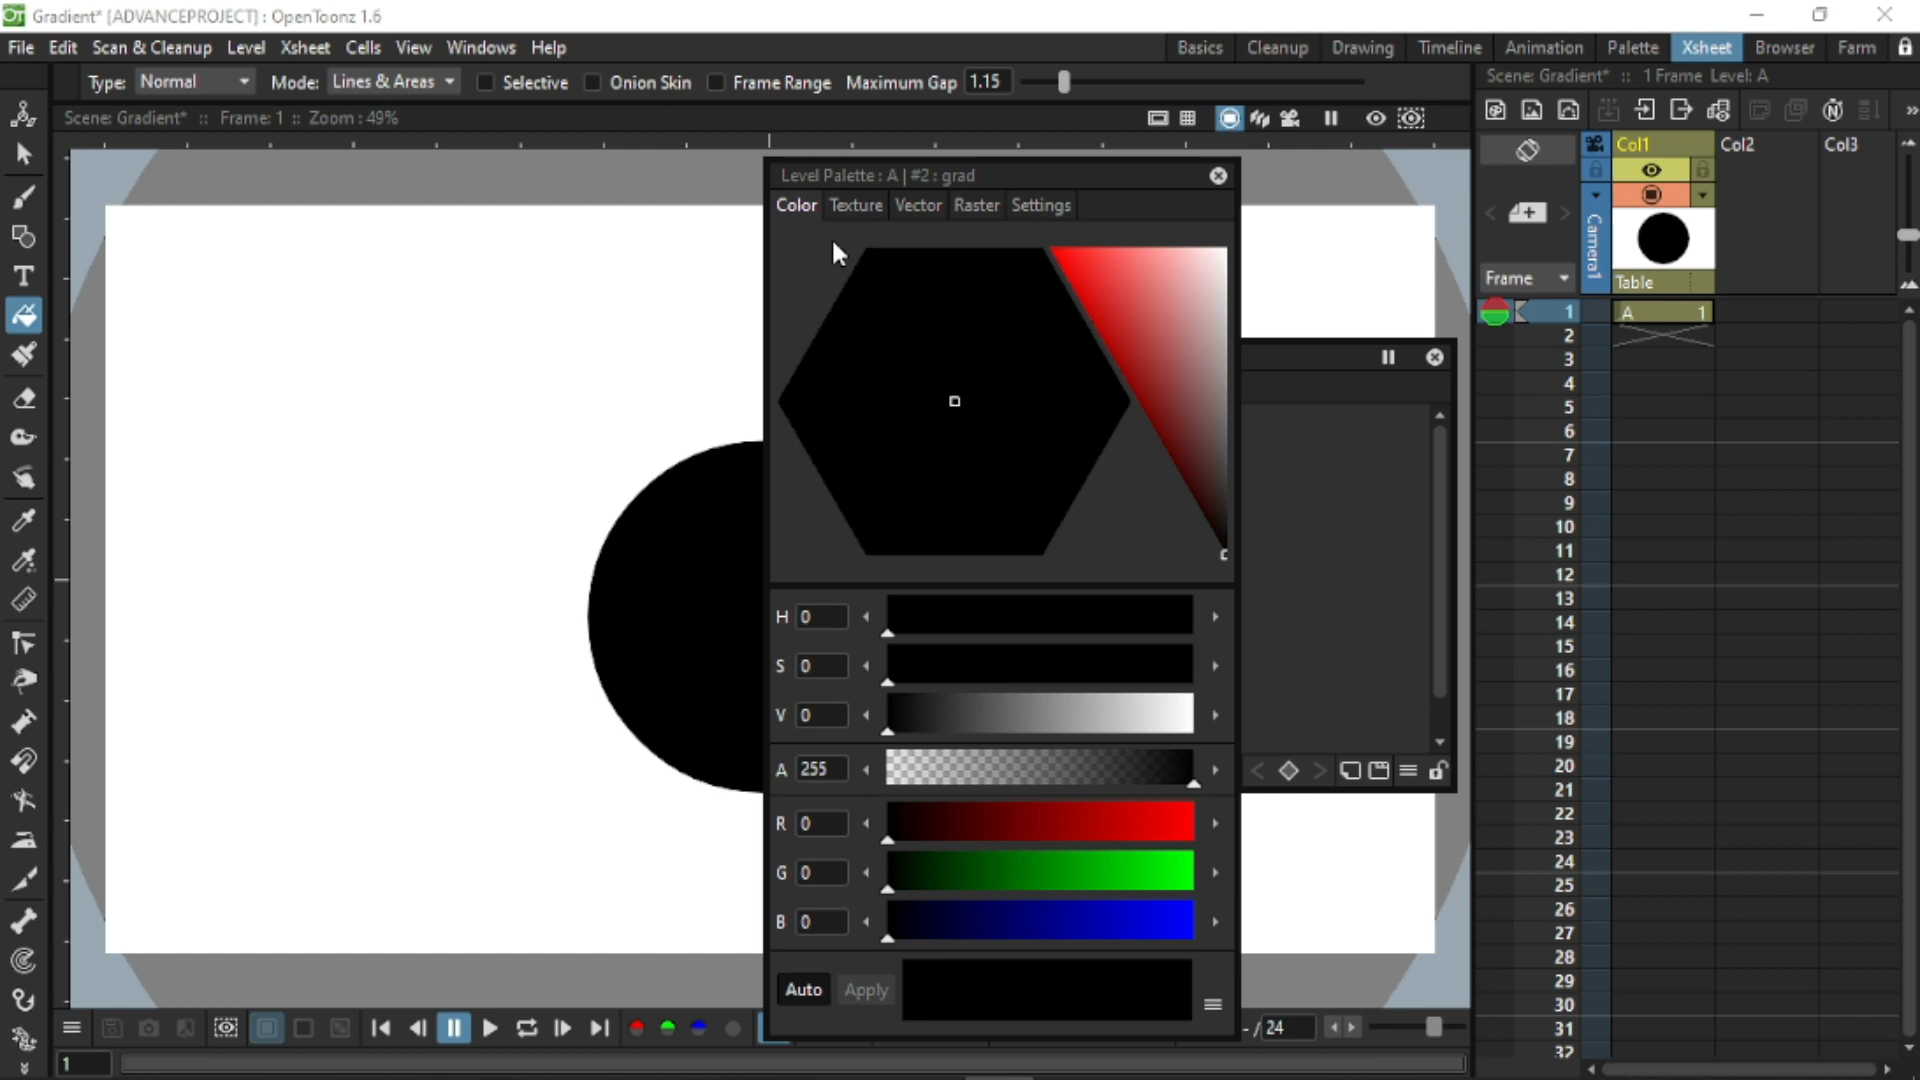 Gradient* [ADVANCEPROJECT] : OpenToonz 1.6
File Edit Scan & Cleanup Level Xsheet Cells View Windows Help
Basics Cleanup Drawing Timeline Animation Palette Xsheet Browser Farm
Type: Normal Mode: Lines & Areas Selective Onion Skin Frame Range Maximum Gap 1.15
Scene: Gradient* :: 1 Frame Level: A
Scene: Gradient* :: Frame: 1 :: Zoom : 49%
Level Palette : A | #2 : grad
Color Texture Vector Raster Settings
H 0
S 0
V 0
A 255
R 0
G 0
B 0
Auto Apply
Col1 Col2 Col3
Camera1
Frame
Table
1 A 1
2
3
4
5
6
7
8
9
10
11
12
13
14
15
16
17
18
19
20
21
22
23
24
25
26
27
28
29
30
31
32
- / 24
1